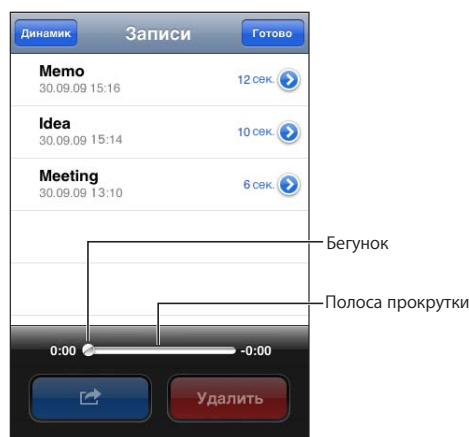 Динамик Записи Готово
Memo
30.09.09 15:16 12 сек.
Idea
30.09.09 15:14 10 сек.
Meeting
30.09.09 13:10 6 сек.
Бегунок
Полоса прокрутки
0:00 -0:00
Удалить